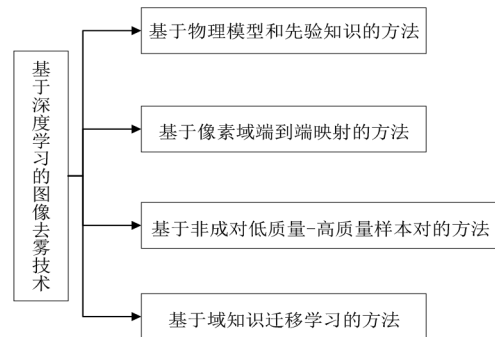 基于深度学习的图像去雾技术
基于物理模型和先验知识的方法
基于像素域端到端映射的方法
基于非成对低质量-高质量样本对的方法
基于域知识迁移学习的方法